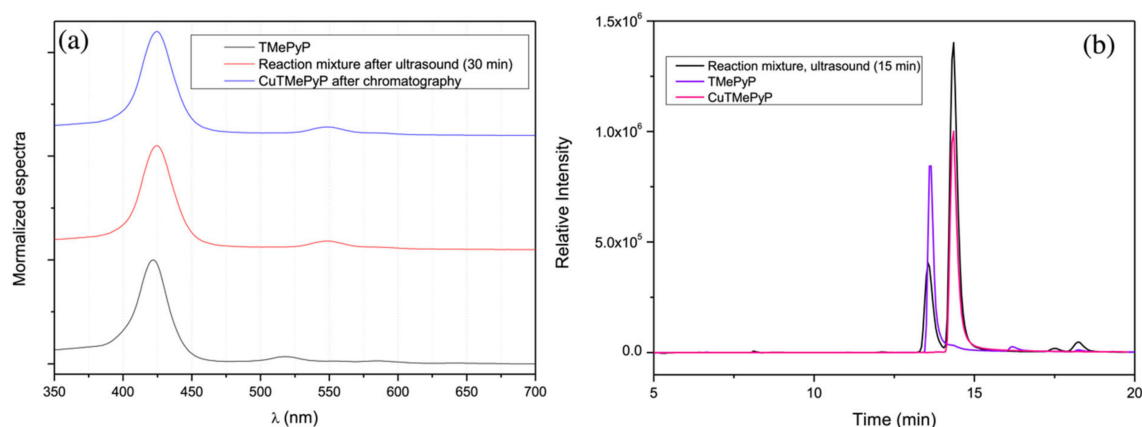 (a)
TMePyP
Reaction mixture after ultrasound (30 min)
CuTMePyP after chromatography
Mormalized espectra
350 400 450 500 550 600 650 700
λ (nm)
(b)
Reaction mixture, ultrasound (15 min)
TMePyP
CuTMePyP
Relative Intensity
1.5x10⁶
1.0x10⁶
5.0x10⁵
0.0
5 10 15 20
Time (min)